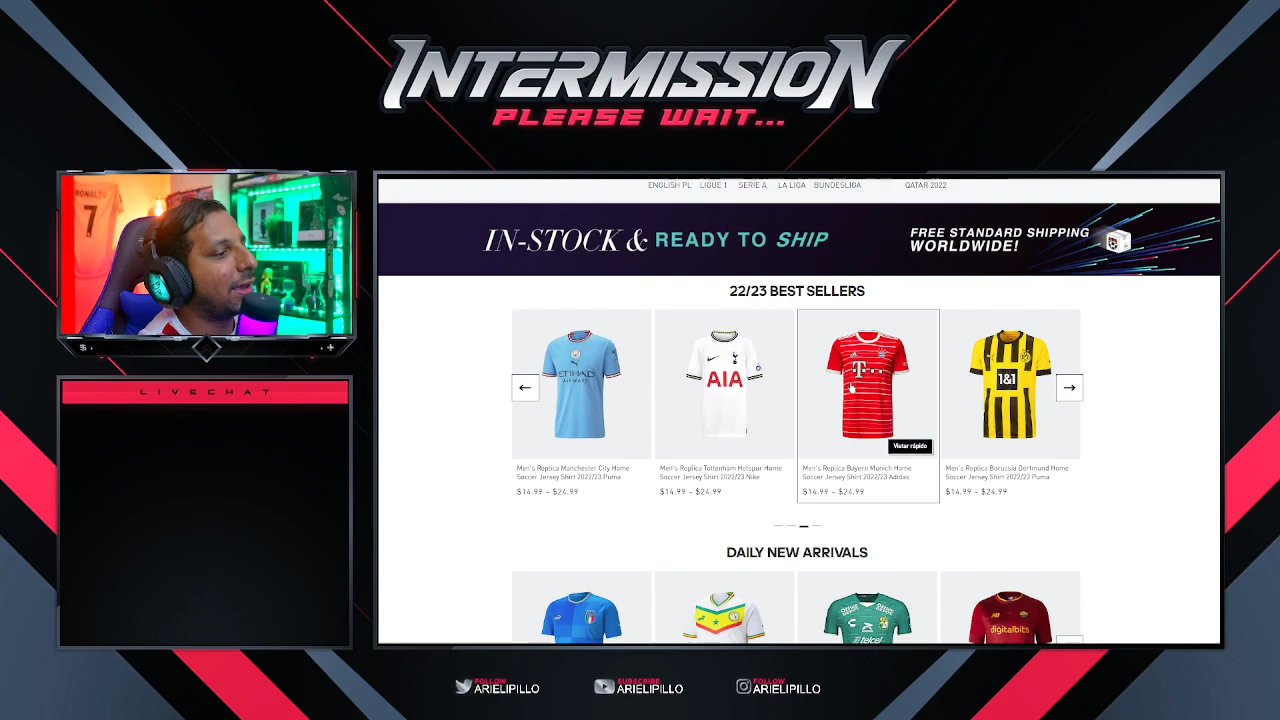 INTERMISSION
PLEASE WAIT...
RONALDO
7
LIVECHAT
ENGLISH PL LIGUE 1 SERIE A LA LIGA BUNDESLIGA QATAR 2022
IN-STOCK & READY TO SHIP
FREE STANDARD SHIPPING
WORLDWIDE!
22/23 BEST SELLERS
ETIHAD
AIRWAYS
AIA
T
1&1
Vistar rápido
Men's Replica Manchester City Home
Soccer Jersey Shirt 2022/23 Puma
$14.99 – $24.99
Men's Replica Tottenham Hotspur Home
Soccer Jersey Shirt 2022/23 Nike
$14.99 – $24.99
Men's Replica Bayern Munich Home
Soccer Jersey Shirt 2022/23 Adidas
$14.99 – $24.99
Men's Replica Borussia Dortmund Home
Soccer Jersey Shirt 2022/23 Puma
$14.99 – $24.99
DAILY NEW ARRIVALS
telcel
digitalbits
FOLLOW
ARIELIPILLO
SUBSCRIBE
ARIELIPILLO
FOLLOW
ARIELIPILLO